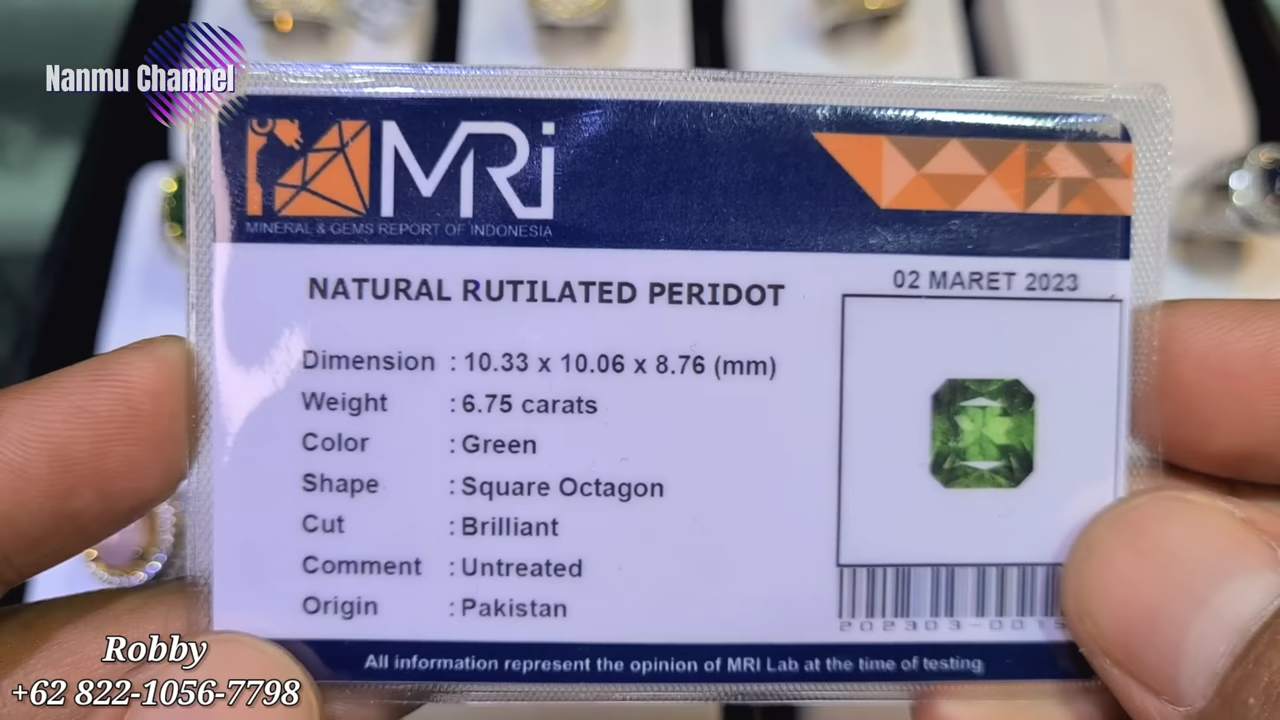 Nanmu Channel
MRi
MINERAL & GEMS REPORT OF INDONESIA
NATURAL RUTILATED PERIDOT
02 MARET 2023
Dimension : 10.33 x 10.06 x 8.76 (mm)
Weight : 6.75 carats
Color : Green
Shape : Square Octagon
Cut : Brilliant
Comment : Untreated
Origin : Pakistan
All information represent the opinion of MRI Lab at the time of testing
Robby
+62 822-1056-7798